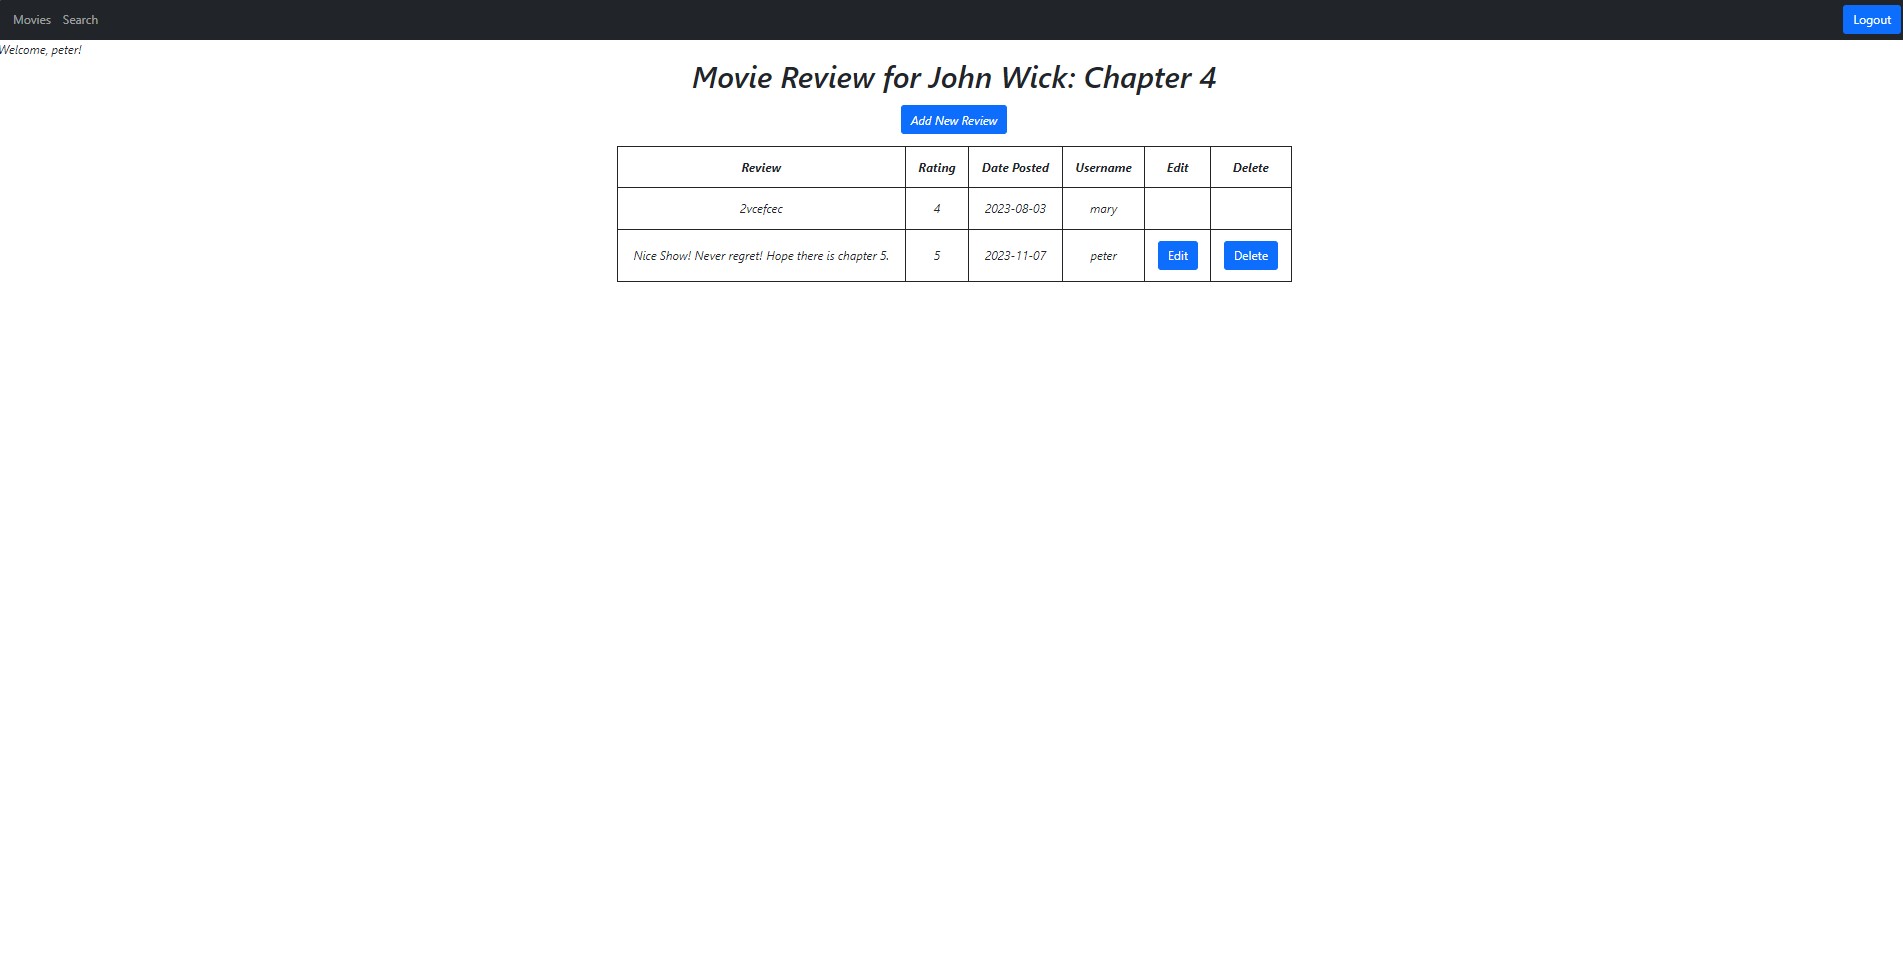 Movies Search Logout
Welcome, peter!
Movie Review for John Wick: Chapter 4
Add New Review
Review Rating Date Posted Username Edit Delete
2vcefcec 4 2023-08-03 mary
Nice Show! Never regret! Hope there is chapter 5. 5 2023-11-07 peter Edit Delete